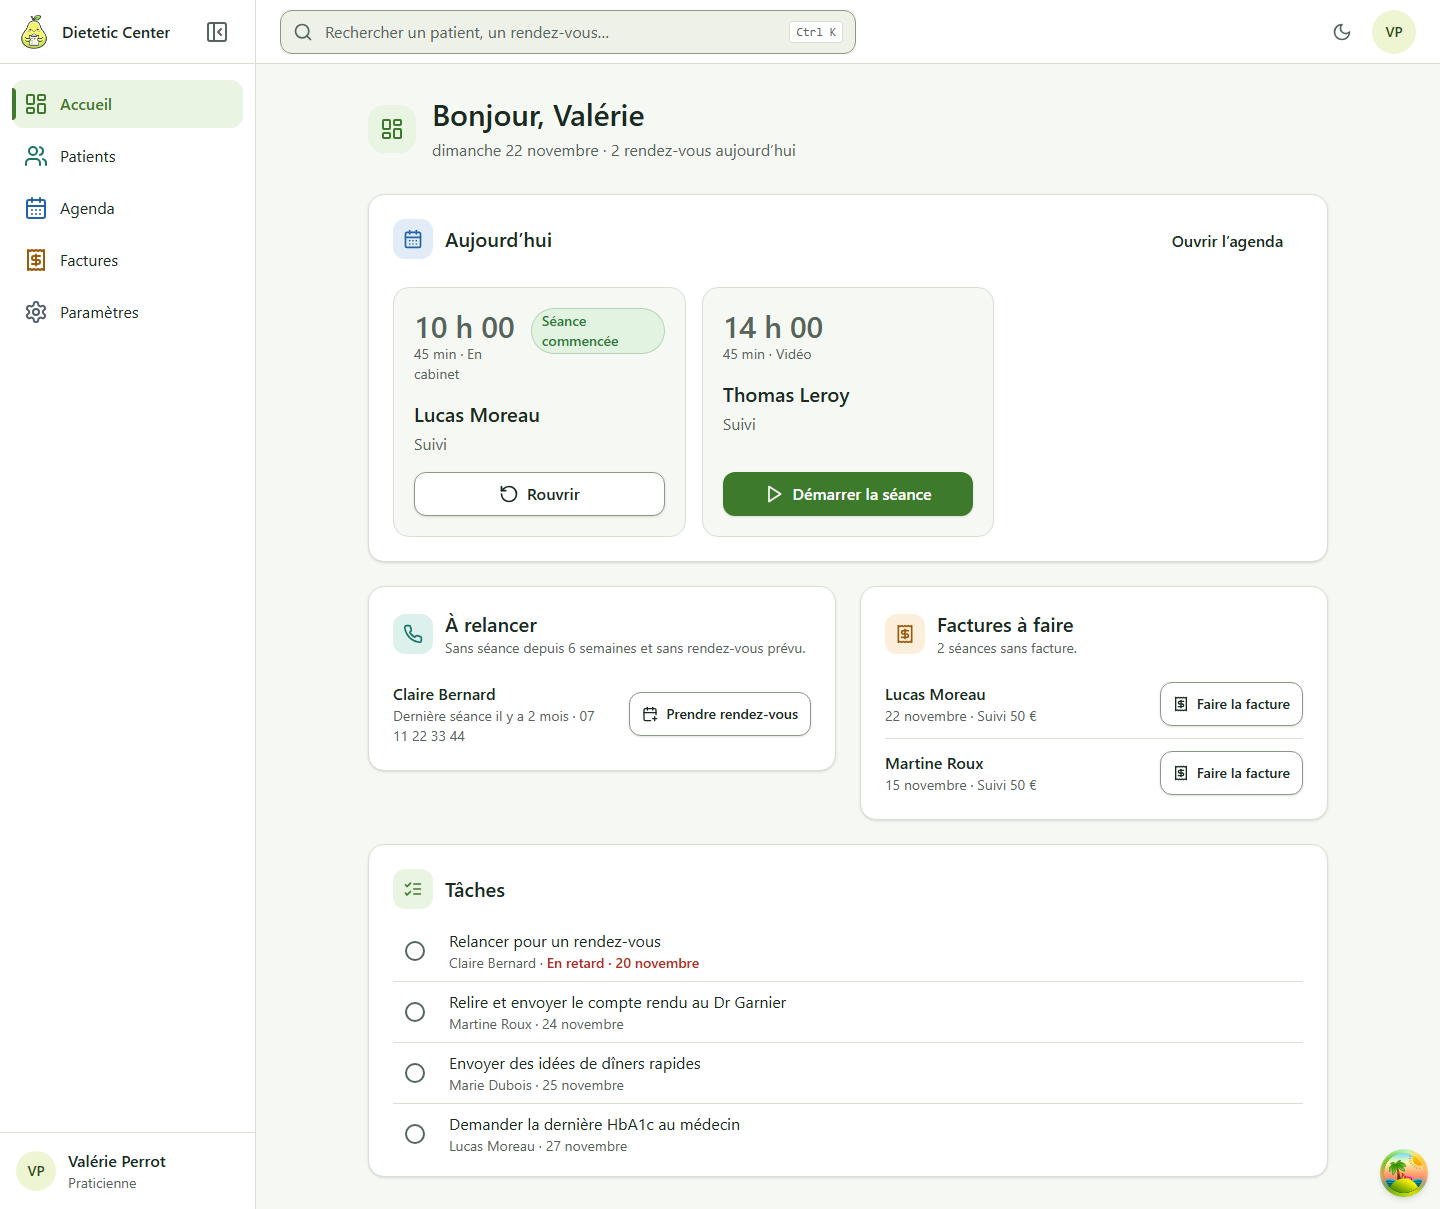 Dietetic Center
Rechercher un patient, un rendez-vous...
Ctrl K
VP
Accueil
Patients
Agenda
Factures
Paramètres
Bonjour, Valérie
dimanche 22 novembre · 2 rendez-vous aujourd’hui
Aujourd’hui
Ouvrir l’agenda
10 h 00
Séance
commencée
45 min · En
cabinet
Lucas Moreau
Suivi
Rouvrir
14 h 00
45 min · Vidéo
Thomas Leroy
Suivi
Démarrer la séance
À relancer
Sans séance depuis 6 semaines et sans rendez-vous prévu.
Claire Bernard
Dernière séance il y a 2 mois · 07
11 22 33 44
Prendre rendez-vous
Factures à faire
2 séances sans facture.
Lucas Moreau
22 novembre · Suivi 50 €
Faire la facture
Martine Roux
15 novembre · Suivi 50 €
Faire la facture
Tâches
Relancer pour un rendez-vous
Claire Bernard · En retard · 20 novembre
Relire et envoyer le compte rendu au Dr Garnier
Martine Roux · 24 novembre
Envoyer des idées de dîners rapides
Marie Dubois · 25 novembre
Demander la dernière HbA1c au médecin
Lucas Moreau · 27 novembre
VP
Valérie Perrot
Praticienne